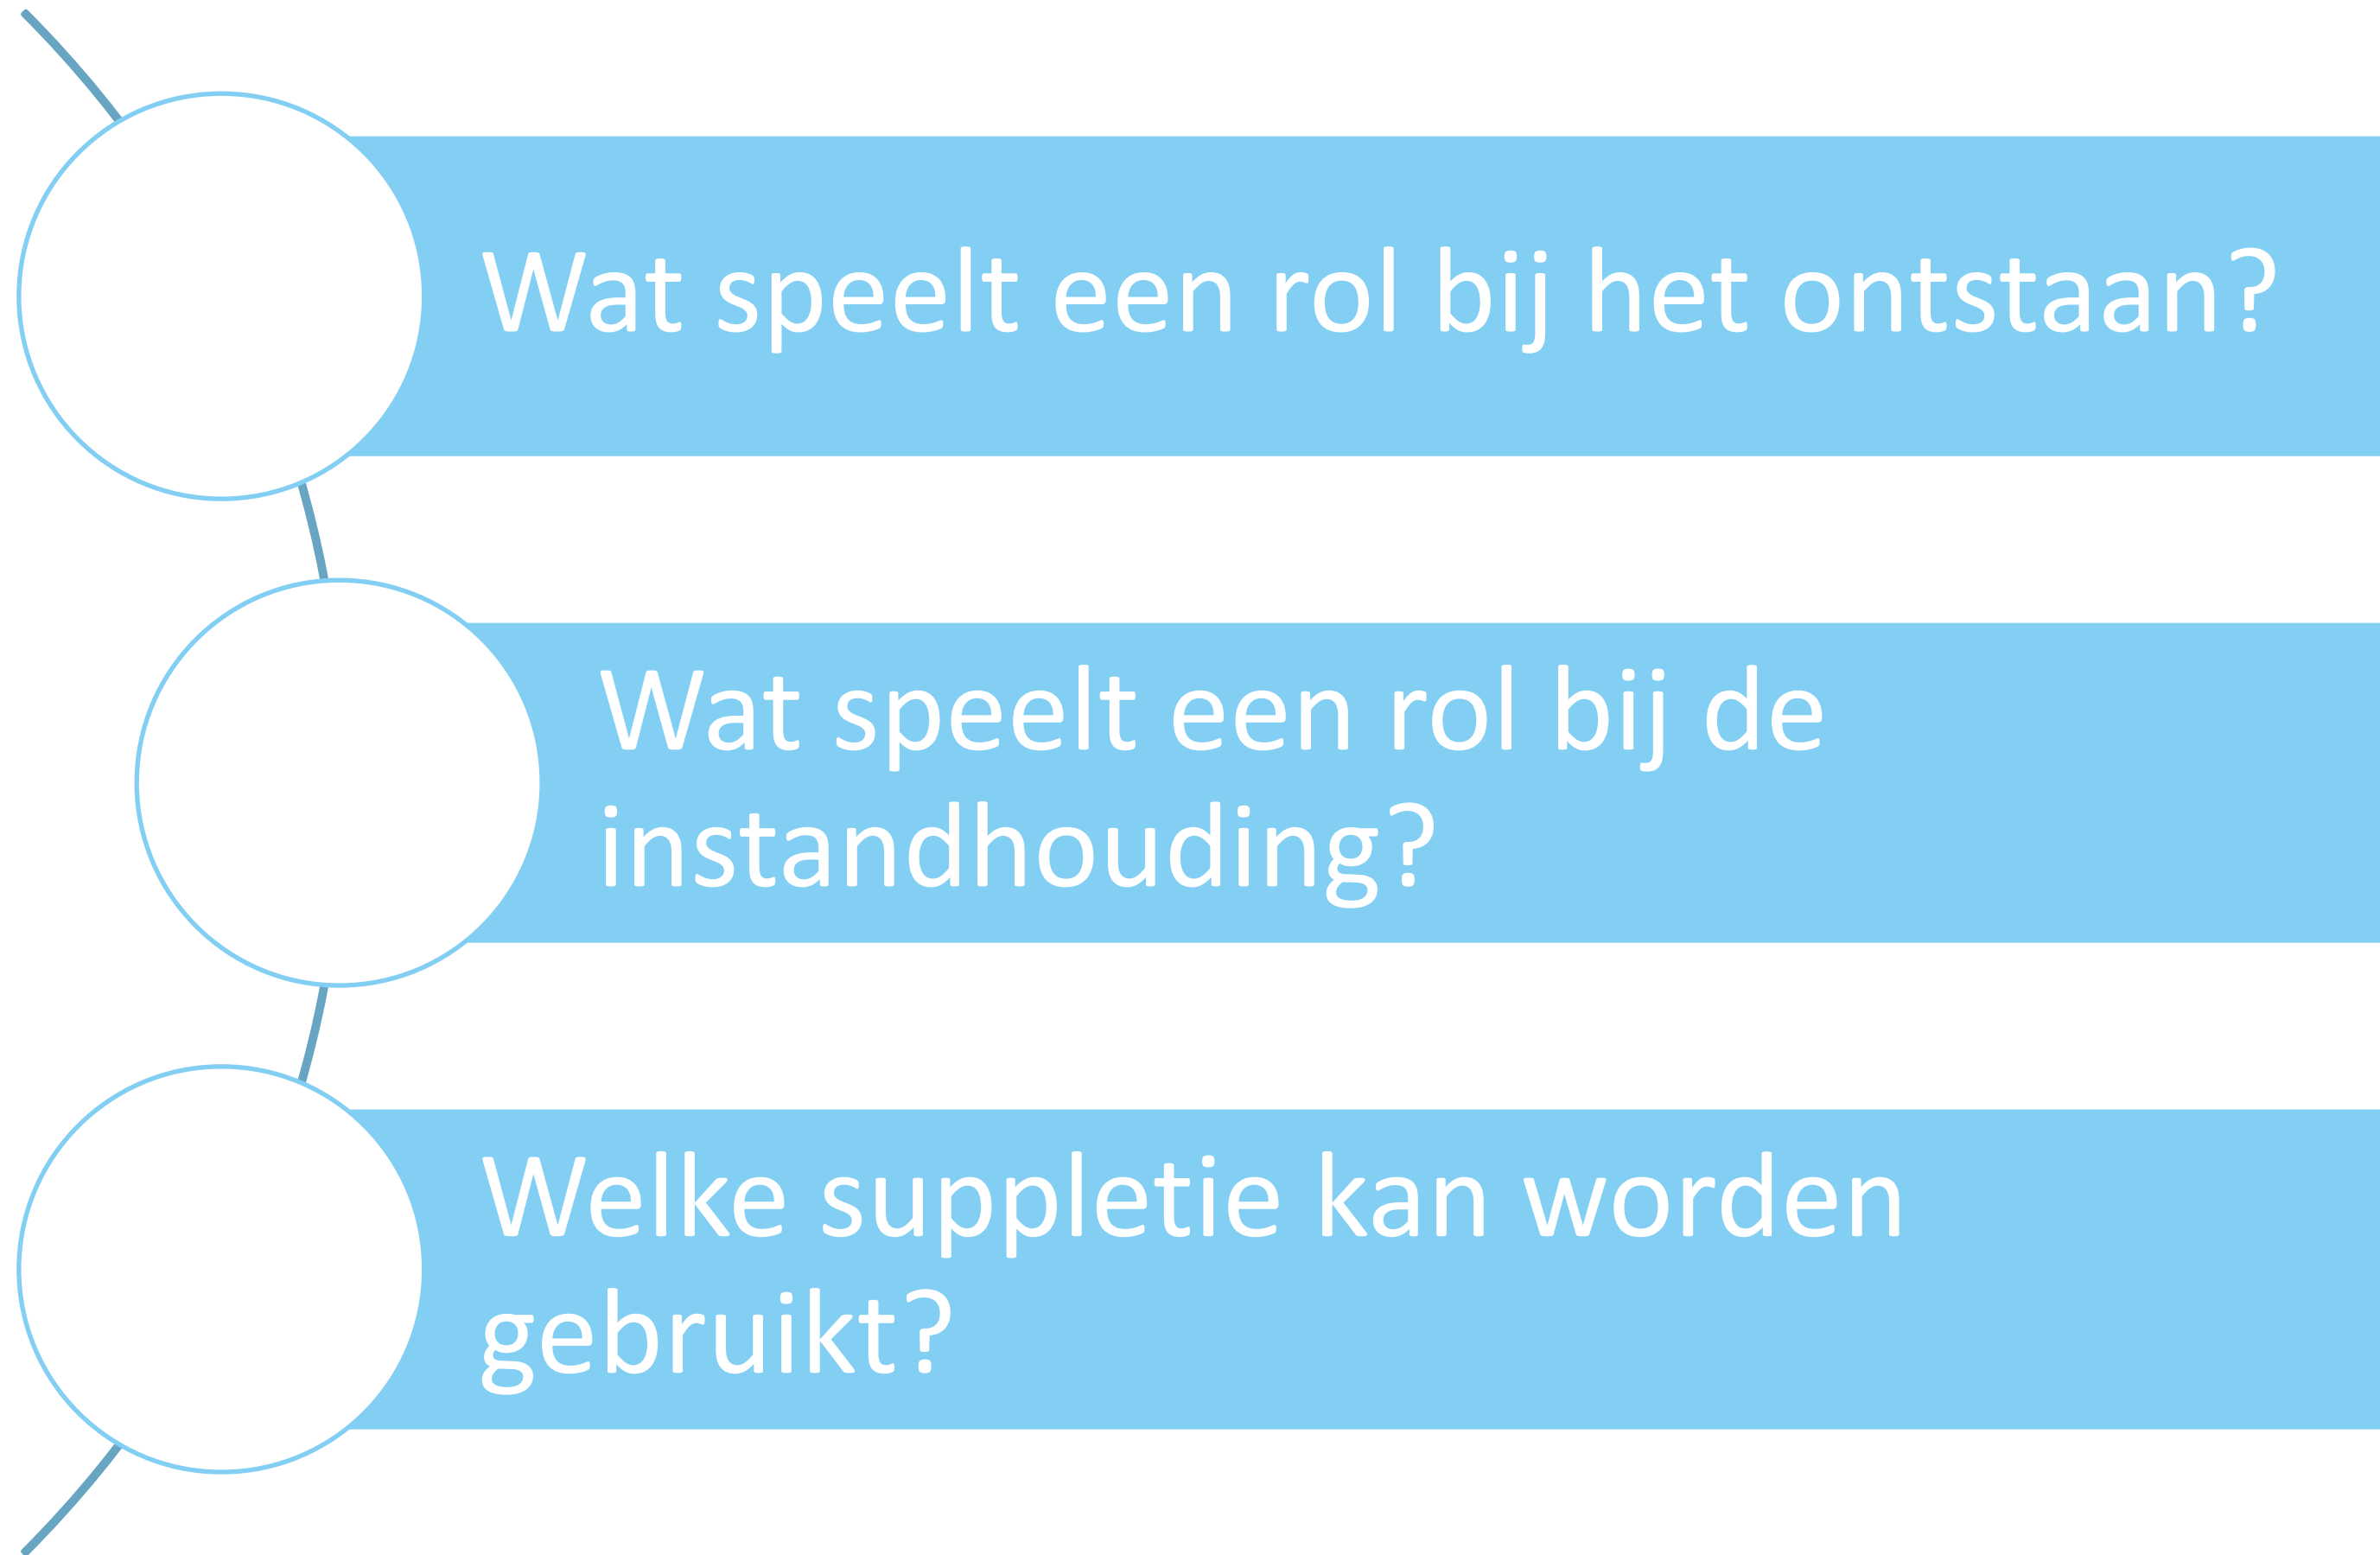 Wat speelt een rol bij het ontstaan?
Wat speelt een rol bij de
instandhouding?
Welke suppletie kan worden
gebruikt?